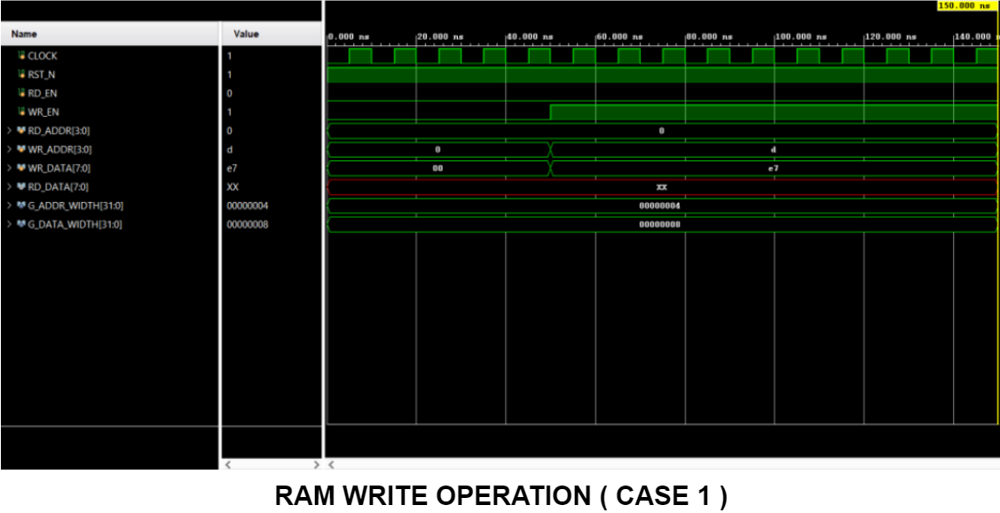 150.000 ns
Name Value 0.000 ns 20.000 ns 40.000 ns 60.000 ns 80.000 ns 100.000 ns 120.000 ns 140.000
CLOCK 1
RST_N 1
RD_EN 0
WR_EN 1
> RD_ADDR[3:0] 0 0
> WR_ADDR[3:0] d 0 d
> WR_DATA[7:0] e7 00 e7
> RD_DATA[7:0] XX XX
> G_ADDR_WIDTH[31:0] 00000004 00000004
> G_DATA_WIDTH[31:0] 00000008 00000008
RAM WRITE OPERATION ( CASE 1 )